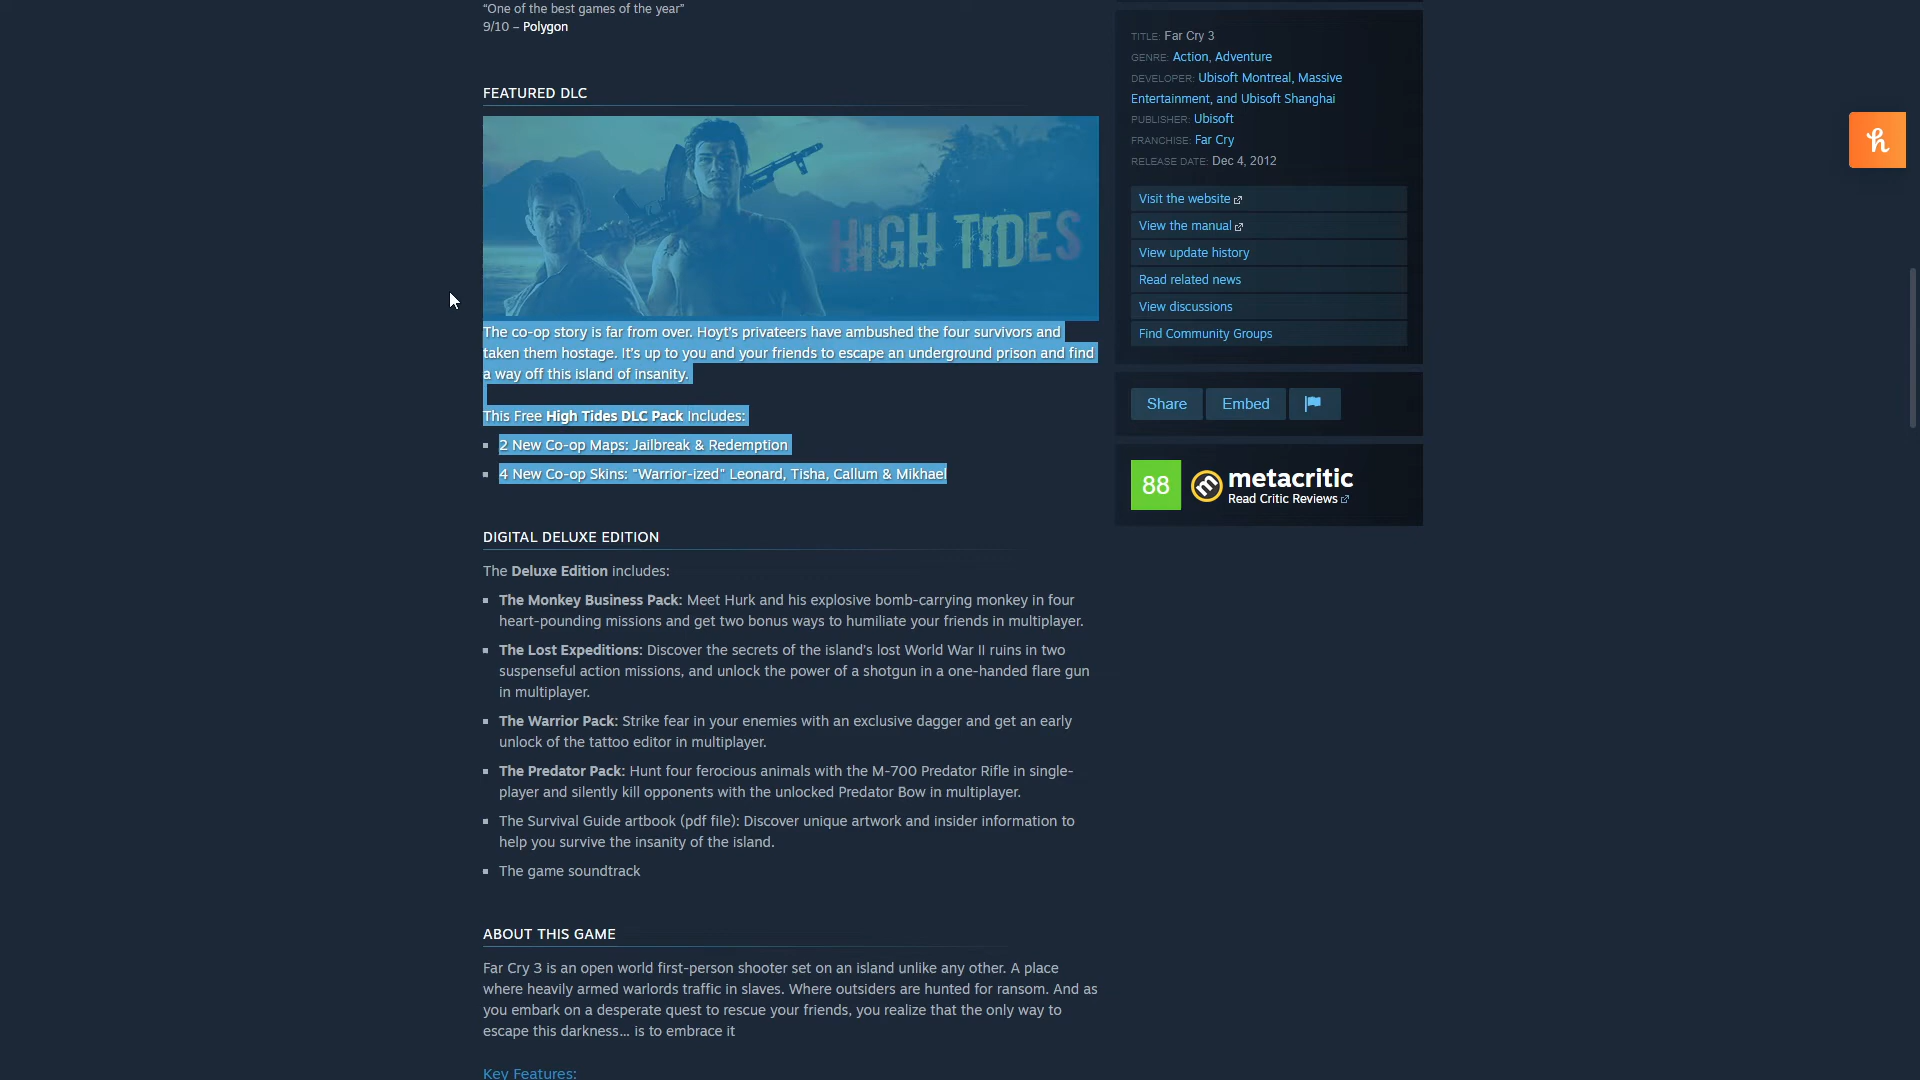 “One of the best games of the year”
9/10 – Polygon
FEATURED DLC
HIGH TIDES
The co-op story is far from over. Hoyt’s privateers have ambushed the four survivors and
taken them hostage. It’s up to you and your friends to escape an underground prison and find
a way off this island of insanity.
This Free High Tides DLC Pack Includes:
2 New Co-op Maps: Jailbreak & Redemption
4 New Co-op Skins: "Warrior-ized" Leonard, Tisha, Callum & Mikhael
DIGITAL DELUXE EDITION
The Deluxe Edition includes:
The Monkey Business Pack: Meet Hurk and his explosive bomb-carrying monkey in four
heart-pounding missions and get two bonus ways to humiliate your friends in multiplayer.
The Lost Expeditions: Discover the secrets of the island’s lost World War II ruins in two
suspenseful action missions, and unlock the power of a shotgun in a one-handed flare gun
in multiplayer.
The Warrior Pack: Strike fear in your enemies with an exclusive dagger and get an early
unlock of the tattoo editor in multiplayer.
The Predator Pack: Hunt four ferocious animals with the M-700 Predator Rifle in single-
player and silently kill opponents with the unlocked Predator Bow in multiplayer.
The Survival Guide artbook (pdf file): Discover unique artwork and insider information to
help you survive the insanity of the island.
The game soundtrack
ABOUT THIS GAME
Far Cry 3 is an open world first-person shooter set on an island unlike any other. A place
where heavily armed warlords traffic in slaves. Where outsiders are hunted for ransom. And as
you embark on a desperate quest to rescue your friends, you realize that the only way to
escape this darkness… is to embrace it
Key Features:
TITLE: Far Cry 3
GENRE: Action, Adventure
DEVELOPER: Ubisoft Montreal, Massive
Entertainment, and Ubisoft Shanghai
PUBLISHER: Ubisoft
FRANCHISE: Far Cry
RELEASE DATE: Dec 4, 2012
Visit the website
View the manual
View update history
Read related news
View discussions
Find Community Groups
Share Embed
88 metacritic
Read Critic Reviews
h